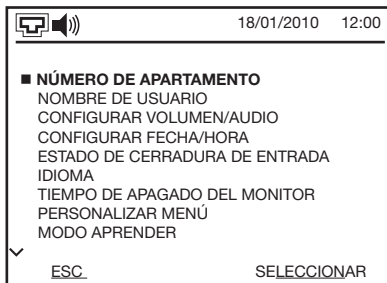 18/01/2010 12:00
■ NÚMERO DE APARTAMENTO
NOMBRE DE USUARIO
CONFIGURAR VOLUMEN/AUDIO
CONFIGURAR FECHA/HORA
ESTADO DE CERRADURA DE ENTRADA
IDIOMA
TIEMPO DE APAGADO DEL MONITOR
PERSONALIZAR MENÚ
MODO APRENDER
ESC SELECCIONAR